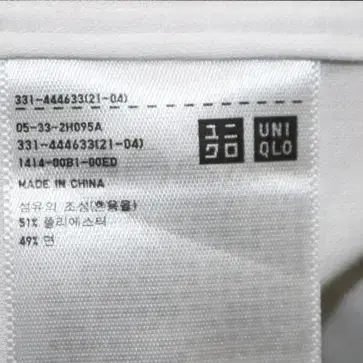 331-444633(21-04)
05-33-2H095A
331-444633(21-04)
1414-00B1-00ED
MADE IN CHINA
섬유의 조성(혼용율)
51% 폴리에스터
49% 면
ユニ
クロ
UNI
QLO